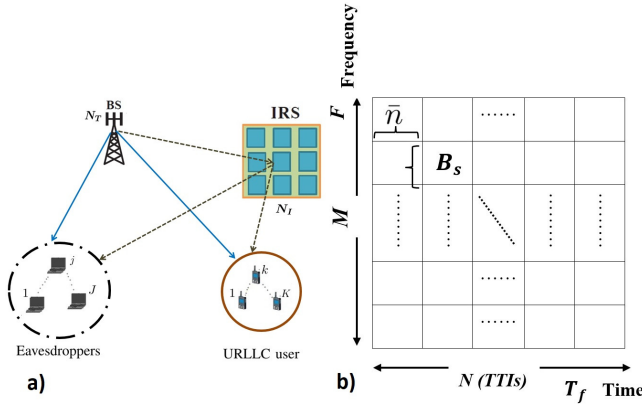 BS
N_T
IRS
N_I
j
1
J
Eavesdroppers
k
1
K
URLLC user
a)
Frequency
F
M
n̄
B_s
......
......
......
N (TTIs)
T_f
Time
b)